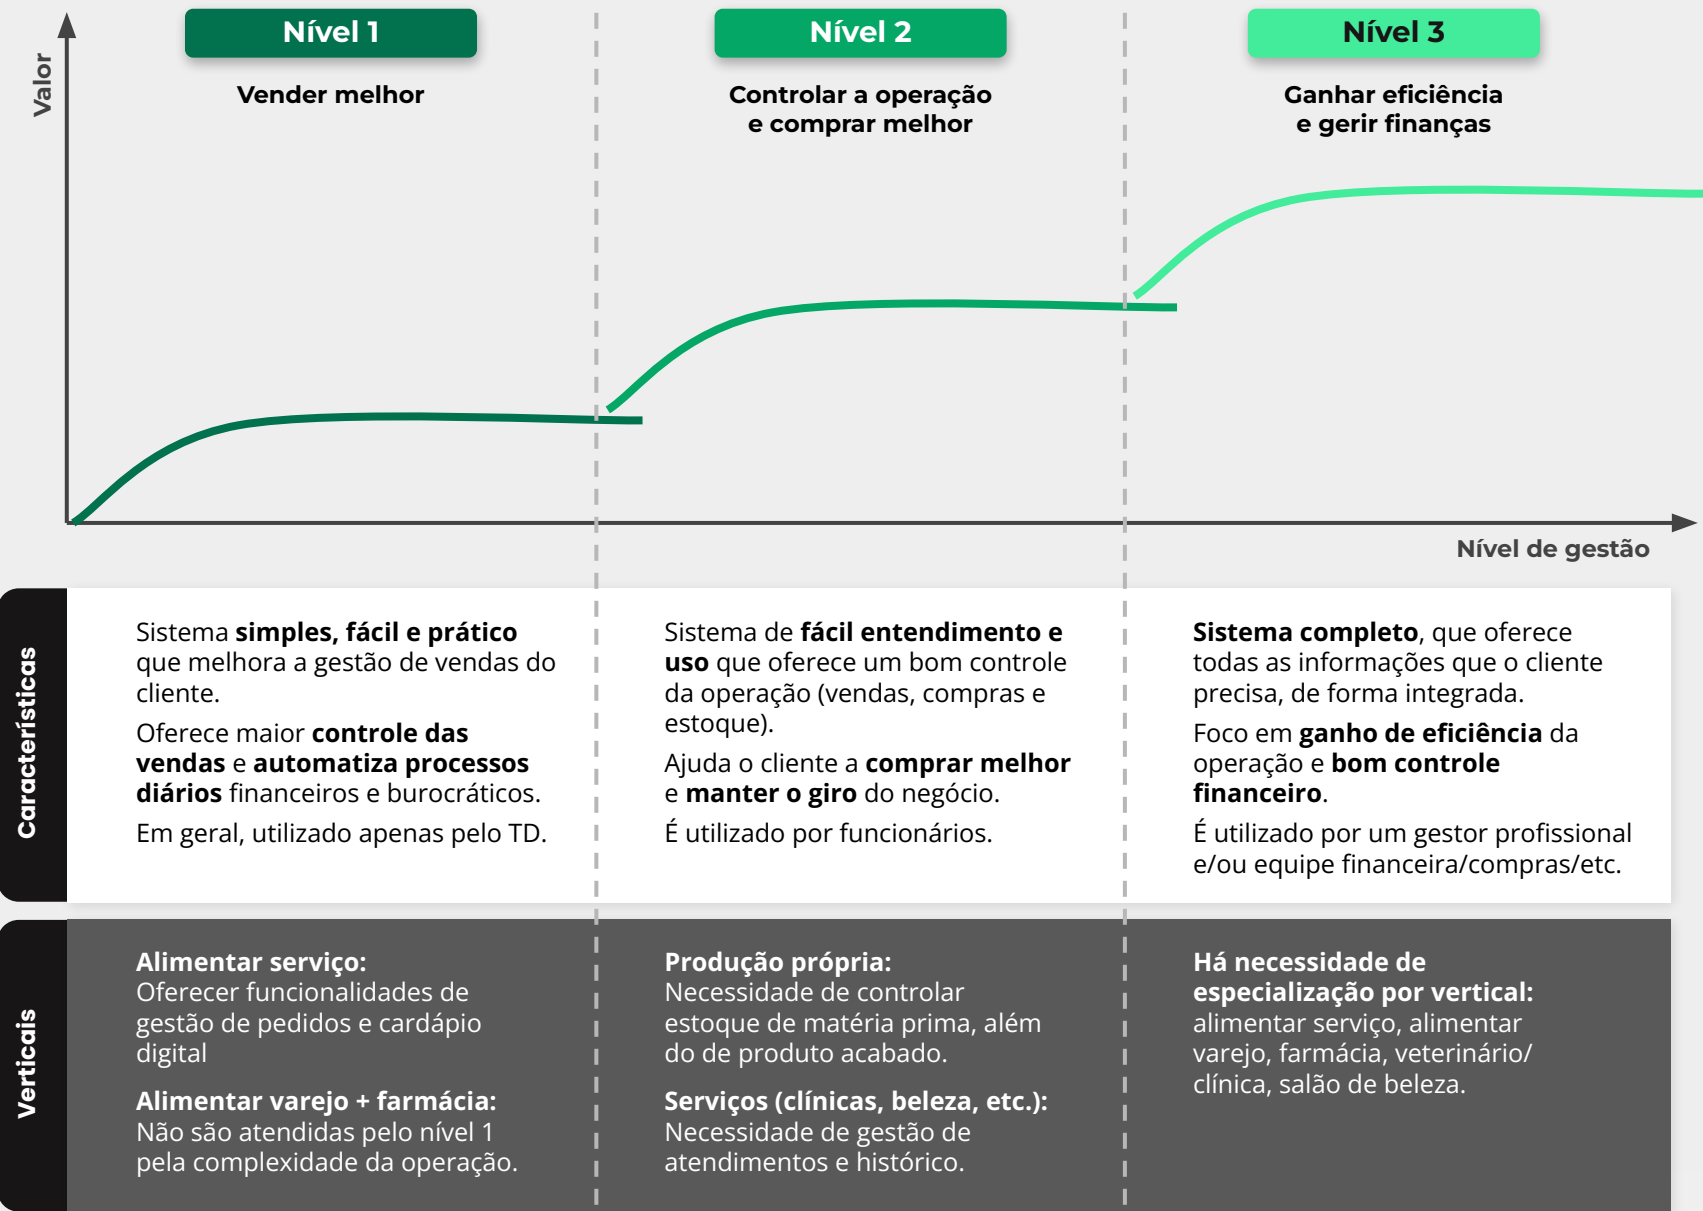 Nível 1
Nível 2
Nível 3
Valor
Vender melhor
Controlar a operação
e comprar melhor
Ganhar eficiência
e gerir finanças
Nível de gestão
Características
Sistema simples, fácil e prático
que melhora a gestão de vendas do
cliente.
Oferece maior controle das
vendas e automatiza processos
diários financeiros e burocráticos.
Em geral, utilizado apenas pelo TD.
Sistema de fácil entendimento e
uso que oferece um bom controle
da operação (vendas, compras e
estoque).
Ajuda o cliente a comprar melhor
e manter o giro do negócio.
É utilizado por funcionários.
Sistema completo, que oferece
todas as informações que o cliente
precisa, de forma integrada.
Foco em ganho de eficiência da
operação e bom controle
financeiro.
É utilizado por um gestor profissional
e/ou equipe financeira/compras/etc.
Verticais
Alimentar serviço:
Oferecer funcionalidades de
gestão de pedidos e cardápio
digital
Alimentar varejo + farmácia:
Não são atendidas pelo nível 1
pela complexidade da operação.
Produção própria:
Necessidade de controlar
estoque de matéria prima, além
do de produto acabado.
Serviços (clínicas, beleza, etc.):
Necessidade de gestão de
atendimentos e histórico.
Há necessidade de
especialização por vertical:
alimentar serviço, alimentar
varejo, farmácia, veterinário/
clínica, salão de beleza.